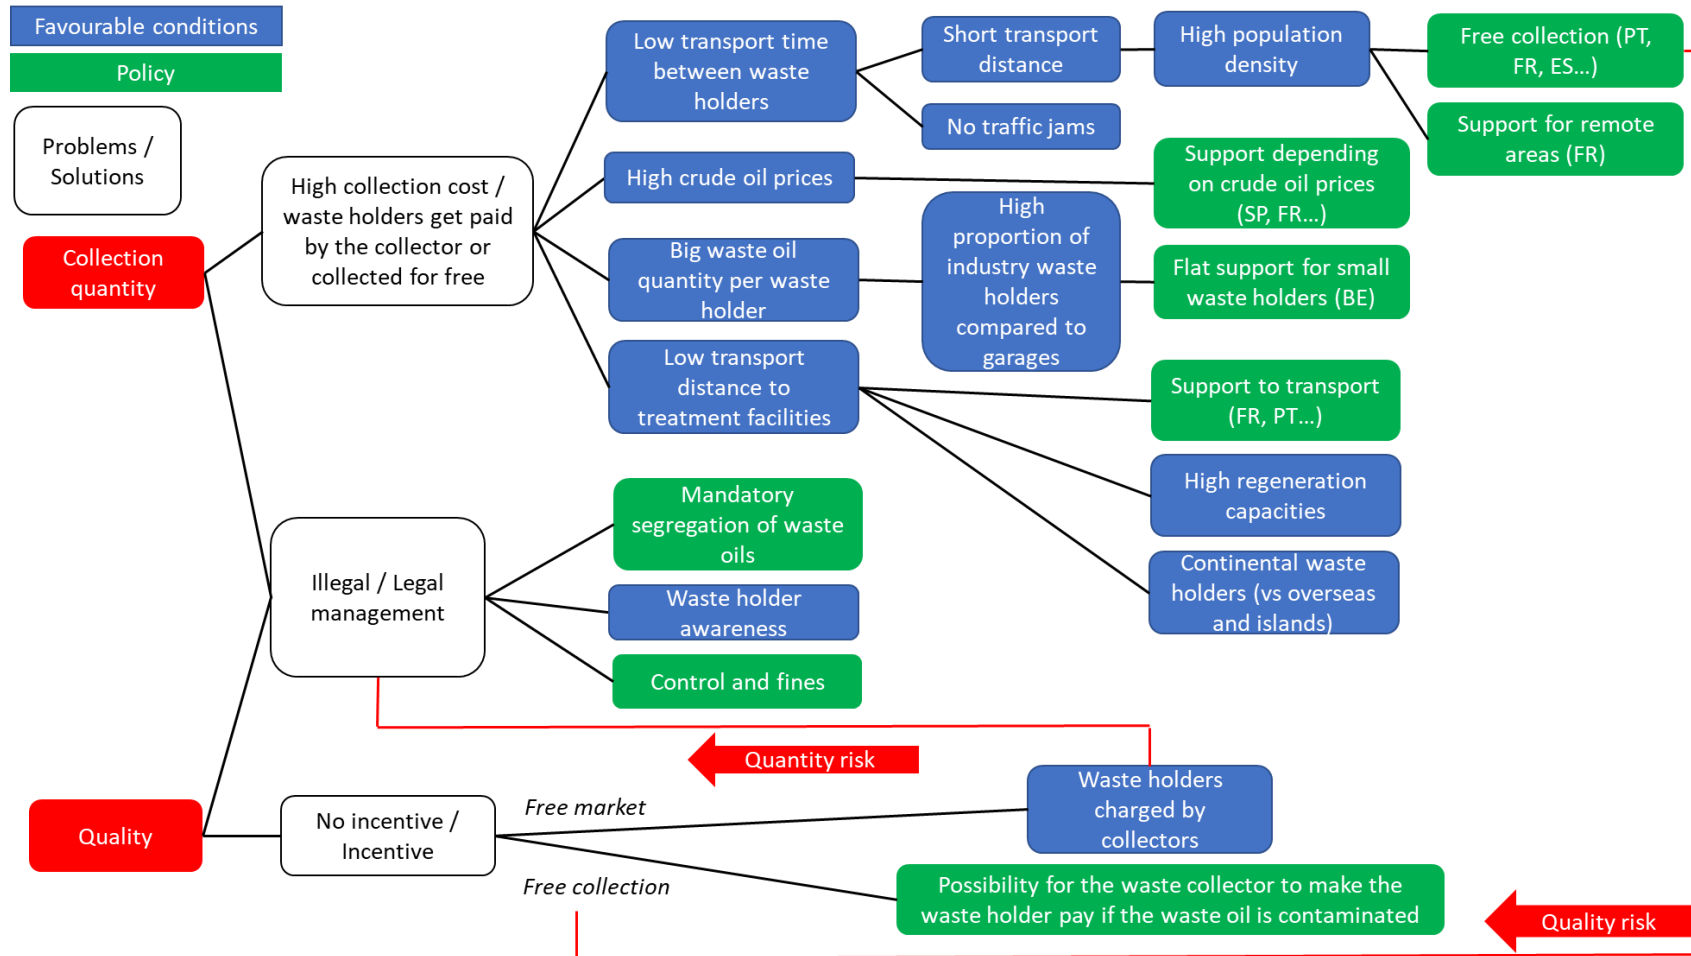 Favourable conditions
Policy
Problems /
Solutions
Collection
quantity
High collection cost /
waste holders get paid
by the collector or
collected for free
Low transport time
between waste
holders
Short transport
distance
High population
density
Free collection (PT,
FR, ES...)
No traffic jams
Support for remote
areas (FR)
High crude oil prices
Support depending
on crude oil prices
(SP, FR...)
Big waste oil
quantity per waste
holder
High
proportion of
industry waste
holders
compared to
garages
Flat support for small
waste holders (BE)
Low transport
distance to
treatment facilities
Support to transport
(FR, PT...)
High regeneration
capacities
Continental waste
holders (vs overseas
and islands)
Illegal / Legal
management
Mandatory
segregation of waste
oils
Waste holder
awareness
Control and fines
Quantity risk
Quality
No incentive /
Incentive
Free market
Waste holders
charged by
collectors
Free collection
Possibility for the waste collector to make the
waste holder pay if the waste oil is contaminated
Quality risk